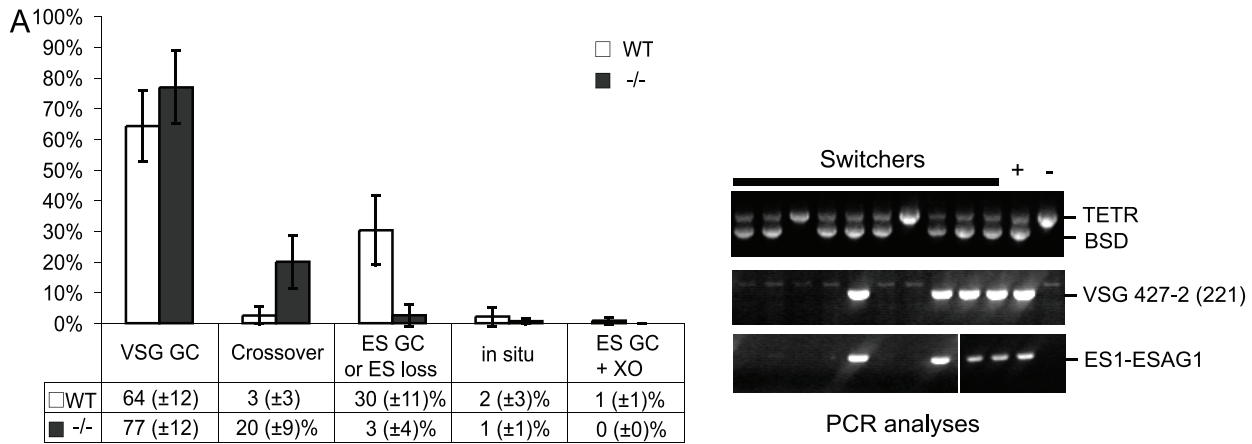 A
100%
90%
80%
70%
60%
50%
40%
30%
20%
10%
0%
WT
-/-
VSG GC
Crossover
ES GC
or ES loss
in situ
ES GC
+ XO
WT 64 (±12) 3 (±3) 30 (±11)% 2 (±3)% 1 (±1)%
-/- 77 (±12) 20 (±9)% 3 (±4)% 1 (±1)% 0 (±0)%
Switchers + -
TETR
BSD
VSG 427-2 (221)
ES1-ESAG1
PCR analyses